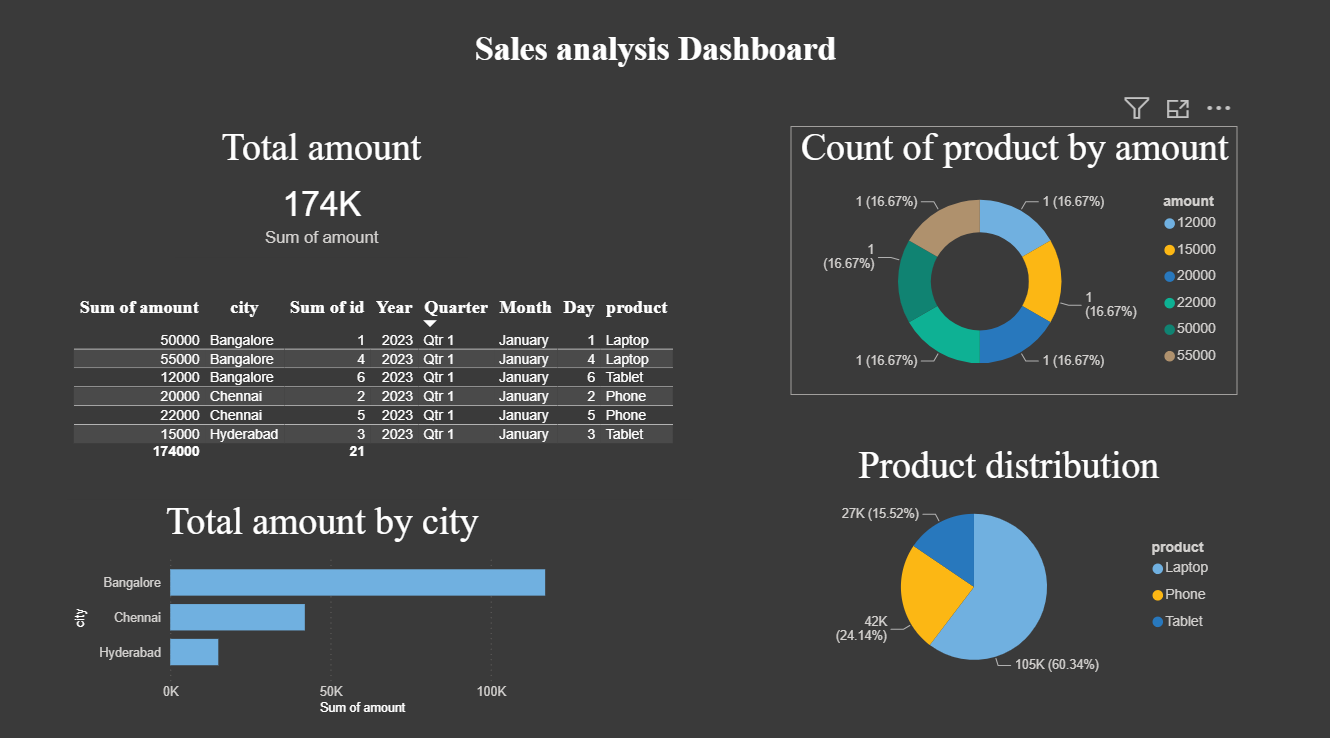 Sales analysis Dashboard
Total amount
174K
Sum of amount
Sum of amount city Sum of id Year Quarter Month Day product
50000 Bangalore 1 2023 Qtr 1 January 1 Laptop
55000 Bangalore 4 2023 Qtr 1 January 4 Laptop
12000 Bangalore 6 2023 Qtr 1 January 6 Tablet
20000 Chennai 2 2023 Qtr 1 January 2 Phone
22000 Chennai 5 2023 Qtr 1 January 5 Phone
15000 Hyderabad 3 2023 Qtr 1 January 3 Tablet
174000 21
Total amount by city
city
Bangalore
Chennai
Hyderabad
0K 50K 100K
Sum of amount
Count of product by amount
1 (16.67%) 1 (16.67%)
1
(16.67%)
1
(16.67%)
1 (16.67%) 1 (16.67%)
amount
12000
15000
20000
22000
50000
55000
Product distribution
27K (15.52%)
42K
(24.14%)
105K (60.34%)
product
Laptop
Phone
Tablet